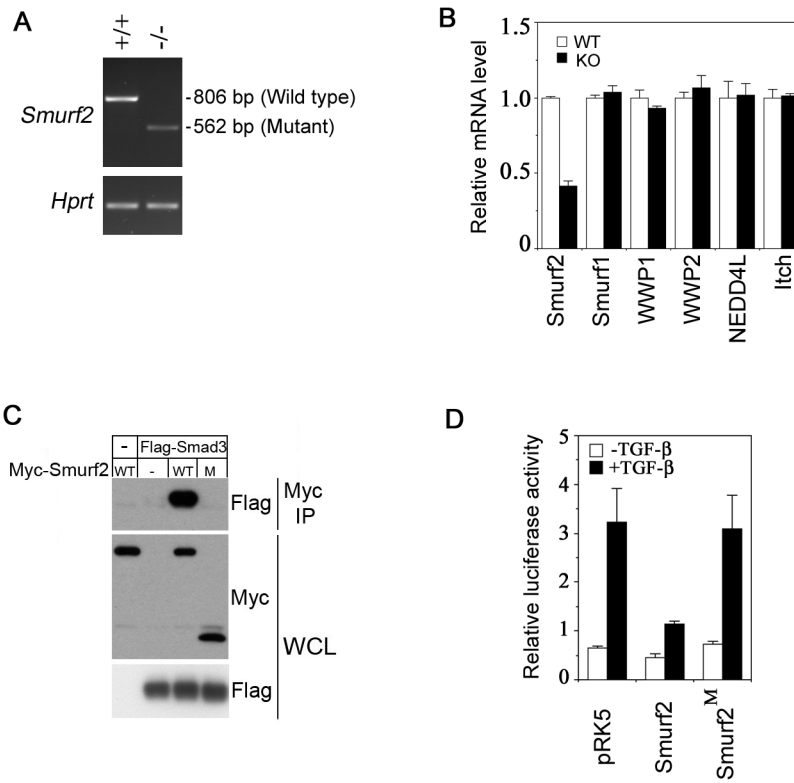 A
+/+
-/-
Smurf2
-806 bp (Wild type)
-562 bp (Mutant)
Hprt
B
Relative mRNA level
1.5
1.0
0.5
0
WT
KO
Smurf2
Smurf1
WWP1
WWP2
NEDD4L
Itch
C
- Flag-Smad3
Myc-Smurf2 WT - WT M
Flag
Myc IP
Myc
WCL
Flag
D
Relative luciferase activity
5
4
3
2
1
0
-TGF-β
+TGF-β
pRK5
Smurf2
Smurf2M